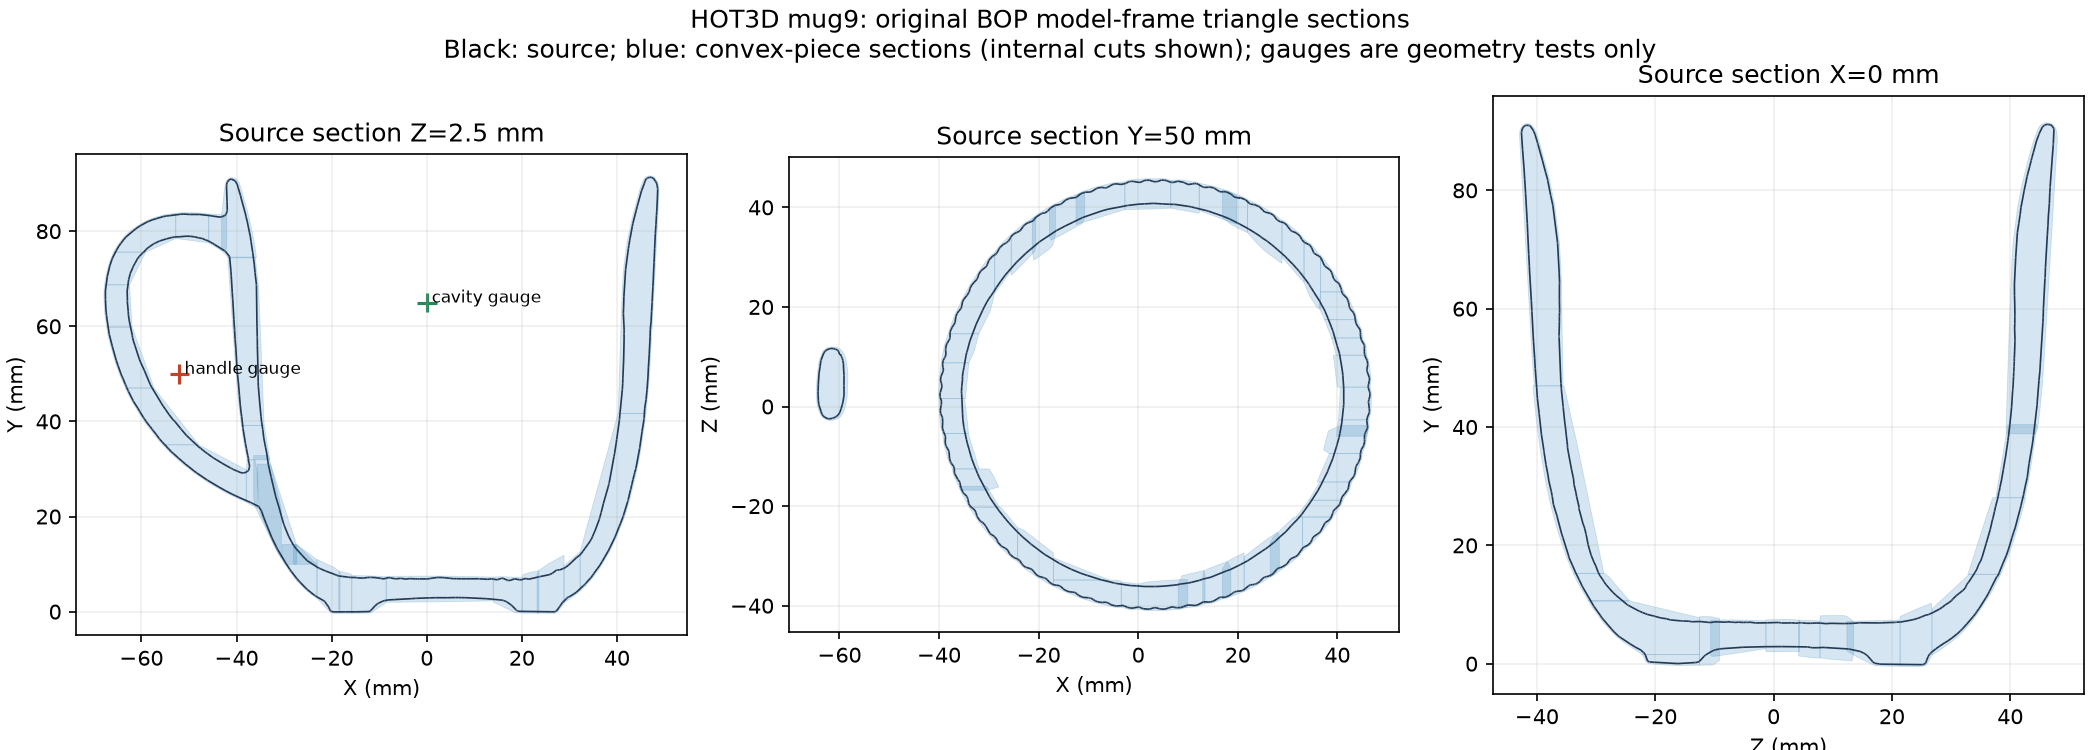 HOT3D mug9: original BOP model-frame triangle sections
Black: source; blue: convex-piece sections (internal cuts shown); gauges are geometry tests only
Source section Z=2.5 mm
Y (mm)
80
60
40
20
0
cavity gauge
handle gauge
−60 −40 −20 0 20 40
X (mm)
Source section Y=50 mm
Z (mm)
40
20
0
−20
−40
−60 −40 −20 0 20 40
X (mm)
Source section X=0 mm
Y (mm)
80
60
40
20
0
−40 −20 0 20 40
Z (mm)